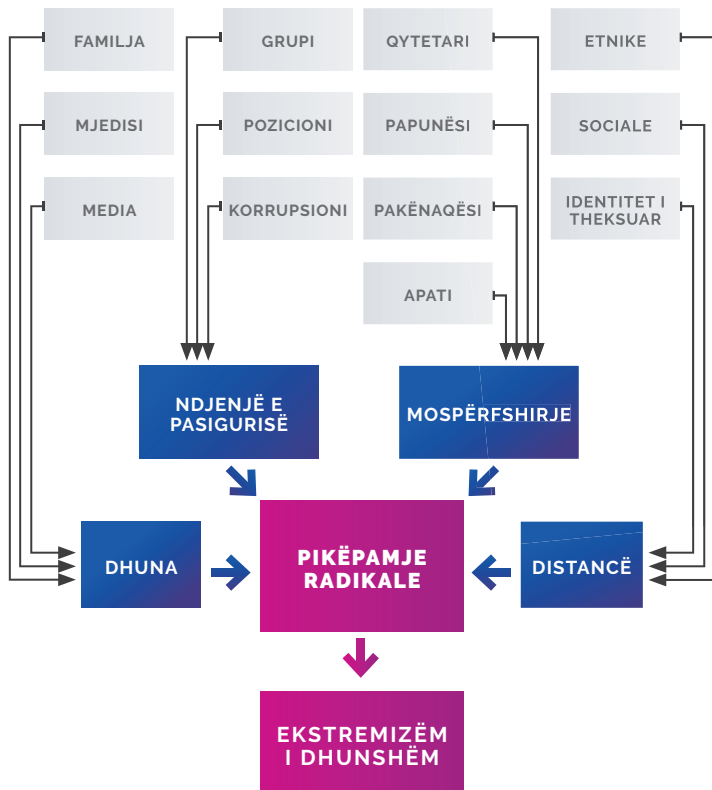 FAMILJA
GRUPI
QYTETARI
ETNIKE
MJEDISI
POZICIONI
PAPUNËSI
SOCIALE
MEDIA
KORRUPSIONI
PAKËNAQËSI
IDENTITET I
THEKSUAR
APATI
NDJENJË E
PASIGURISË
MOSPËRFSHIRJE
DHUNA
PIKËPAMJE
RADIKALE
DISTANCË
EKSTREMIZËM
I DHUNSHËM